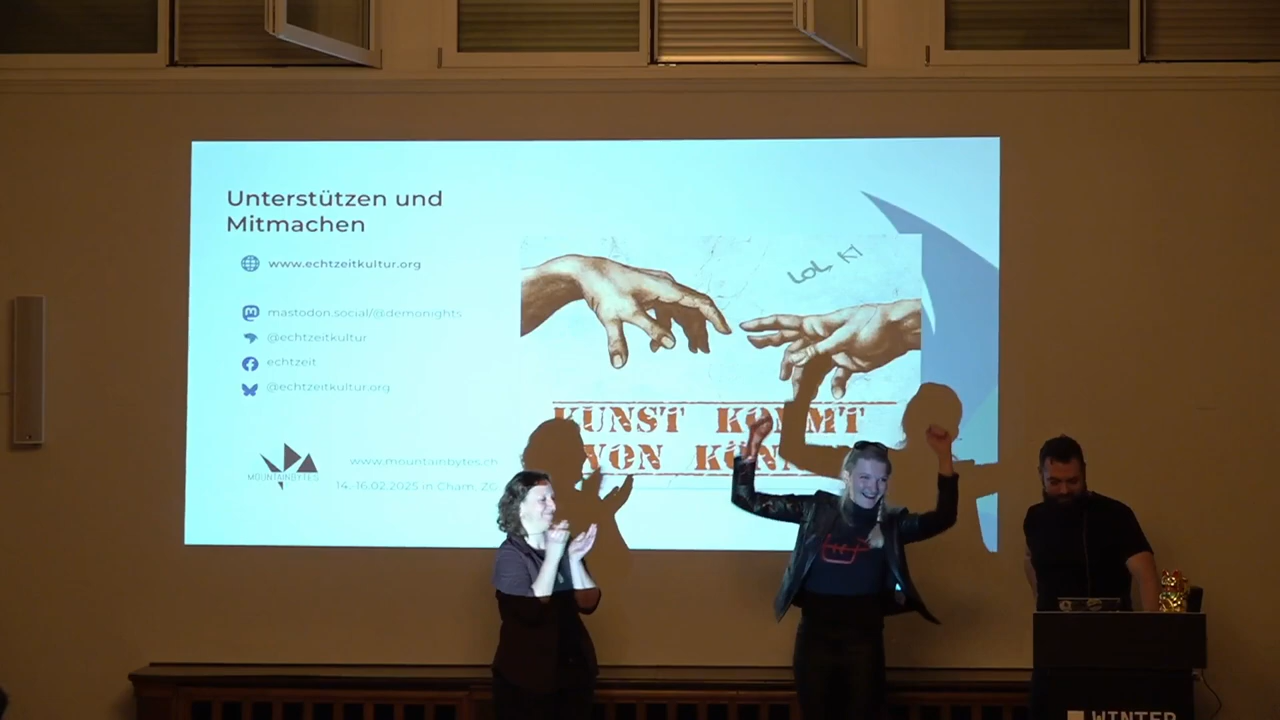 Unterstützen und
Mitmachen
www.echtzeitkultur.org
mastodon.social/@demonights
@echtzeitkultur
echtzeit
@echtzeitkultur.org
MOUNTAINBYTES
www.mountainbytes.ch
14.-16.02.2025 in Cham, ZG
LOL KI
KUNST KOMMT
VON
WINTER